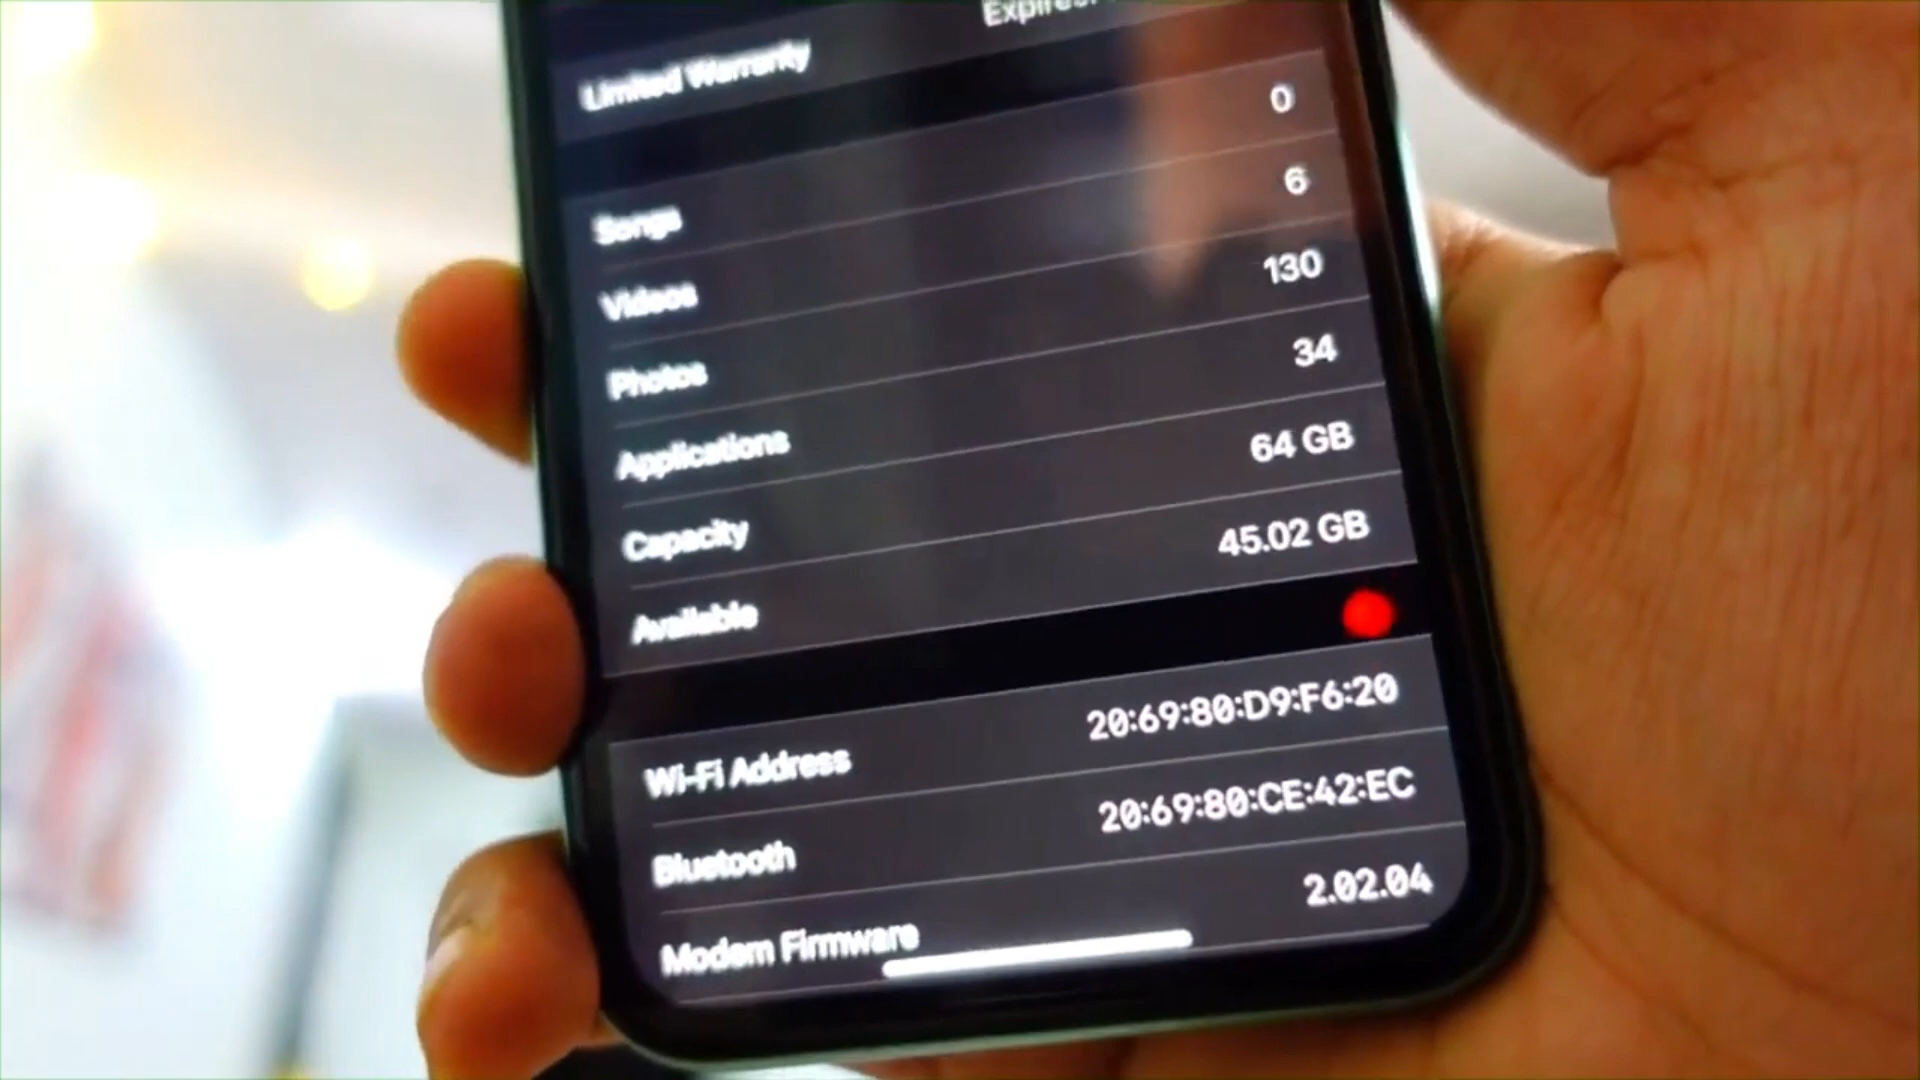 Limited Warranty Expired
Songs 0
Videos 6
Photos 130
Applications 34
Capacity 64 GB
Available 45.02 GB
Wi-Fi Address 20:69:80:D9:F6:20
Bluetooth 20:69:80:CE:42:EC
Modem Firmware 2.02.04